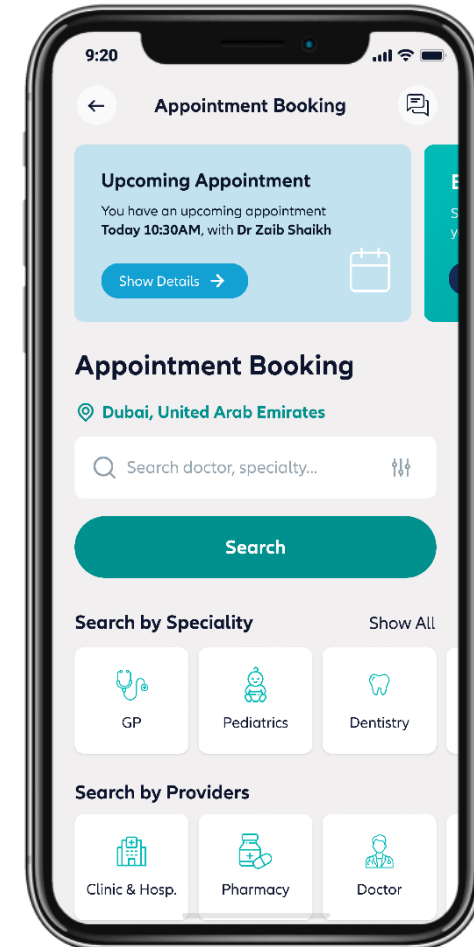 9:20
Appointment Booking
Upcoming Appointment
You have an upcoming appointment
Today 10:30AM, with Dr Zaib Shaikh
Show Details
Appointment Booking
Dubai, United Arab Emirates
Search doctor, specialty...
Search
Search by Speciality Show All
GP Pediatrics Dentistry
Search by Providers
Clinic & Hosp. Pharmacy Doctor